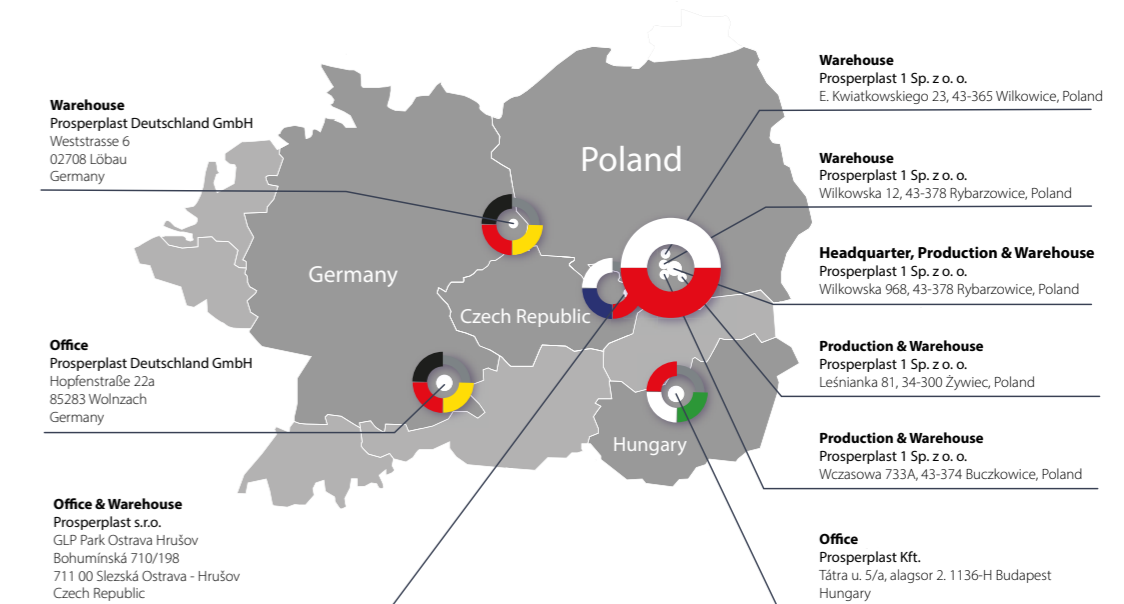 Warehouse
Prosperplast Deutschland GmbH
Weststrasse 6
02708 Löbau
Germany
Office
Prosperplast Deutschland GmbH
Hopfenstraße 22a
85283 Wolnzach
Germany
Office & Warehouse
Prosperplast s.r.o.
GLP Park Ostrava Hrušov
Bohumínská 710/198
711 00 Slezská Ostrava - Hrušov
Czech Republic
Poland
Germany
Czech Republic
Hungary
Warehouse
Prosperplast 1 Sp. z o. o.
E. Kwiatkowskiego 23, 43-365 Wilkowice, Poland
Warehouse
Prosperplast 1 Sp. z o. o.
Wilkowska 12, 43-378 Rybarzowice, Poland
Headquarter, Production & Warehouse
Prosperplast 1 Sp. z o. o.
Wilkowska 968, 43-378 Rybarzowice, Poland
Production & Warehouse
Prosperplast 1 Sp. z o. o.
Leśnianka 81, 34-300 Żywiec, Poland
Production & Warehouse
Prosperplast 1 Sp. z o. o.
Wczasowa 733A, 43-374 Buczkowice, Poland
Office
Prosperplast Kft.
Tátra u. 5/a, alagsor 2. 1136-H Budapest
Hungary